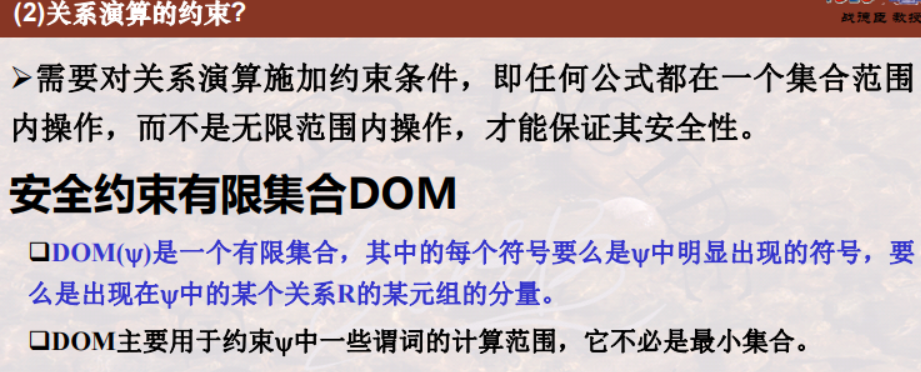 (2)关系演算的约束?
战德臣 教授
➢需要对关系演算施加约束条件，即任何公式都在一个集合范围
内操作，而不是无限范围内操作，才能保证其安全性。
安全约束有限集合DOM
❑DOM(ψ)是一个有限集合，其中的每个符号要么是ψ中明显出现的符号，要
么是出现在ψ中的某个关系R的某元组的分量。
❑DOM主要用于约束ψ中一些谓词的计算范围，它不必是最小集合。